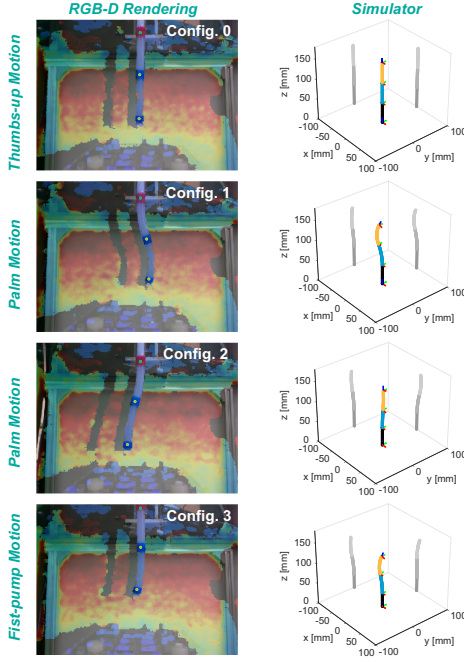 RGB-D Rendering
Simulator
Thumbs-up Motion
Config. 0
z [mm]
150
100
50
0
-100
-50
0
50
100
x [mm]
-100
0
100
y [mm]
Palm Motion
Config. 1
z [mm]
150
100
50
0
-100
-50
0
50
100
x [mm]
-100
0
100
y [mm]
Palm Motion
Config. 2
z [mm]
150
100
50
0
-100
-50
0
50
100
x [mm]
-100
0
100
y [mm]
Fist-pump Motion
Config. 3
z [mm]
150
100
50
0
-100
-50
0
50
100
x [mm]
-100
0
100
y [mm]